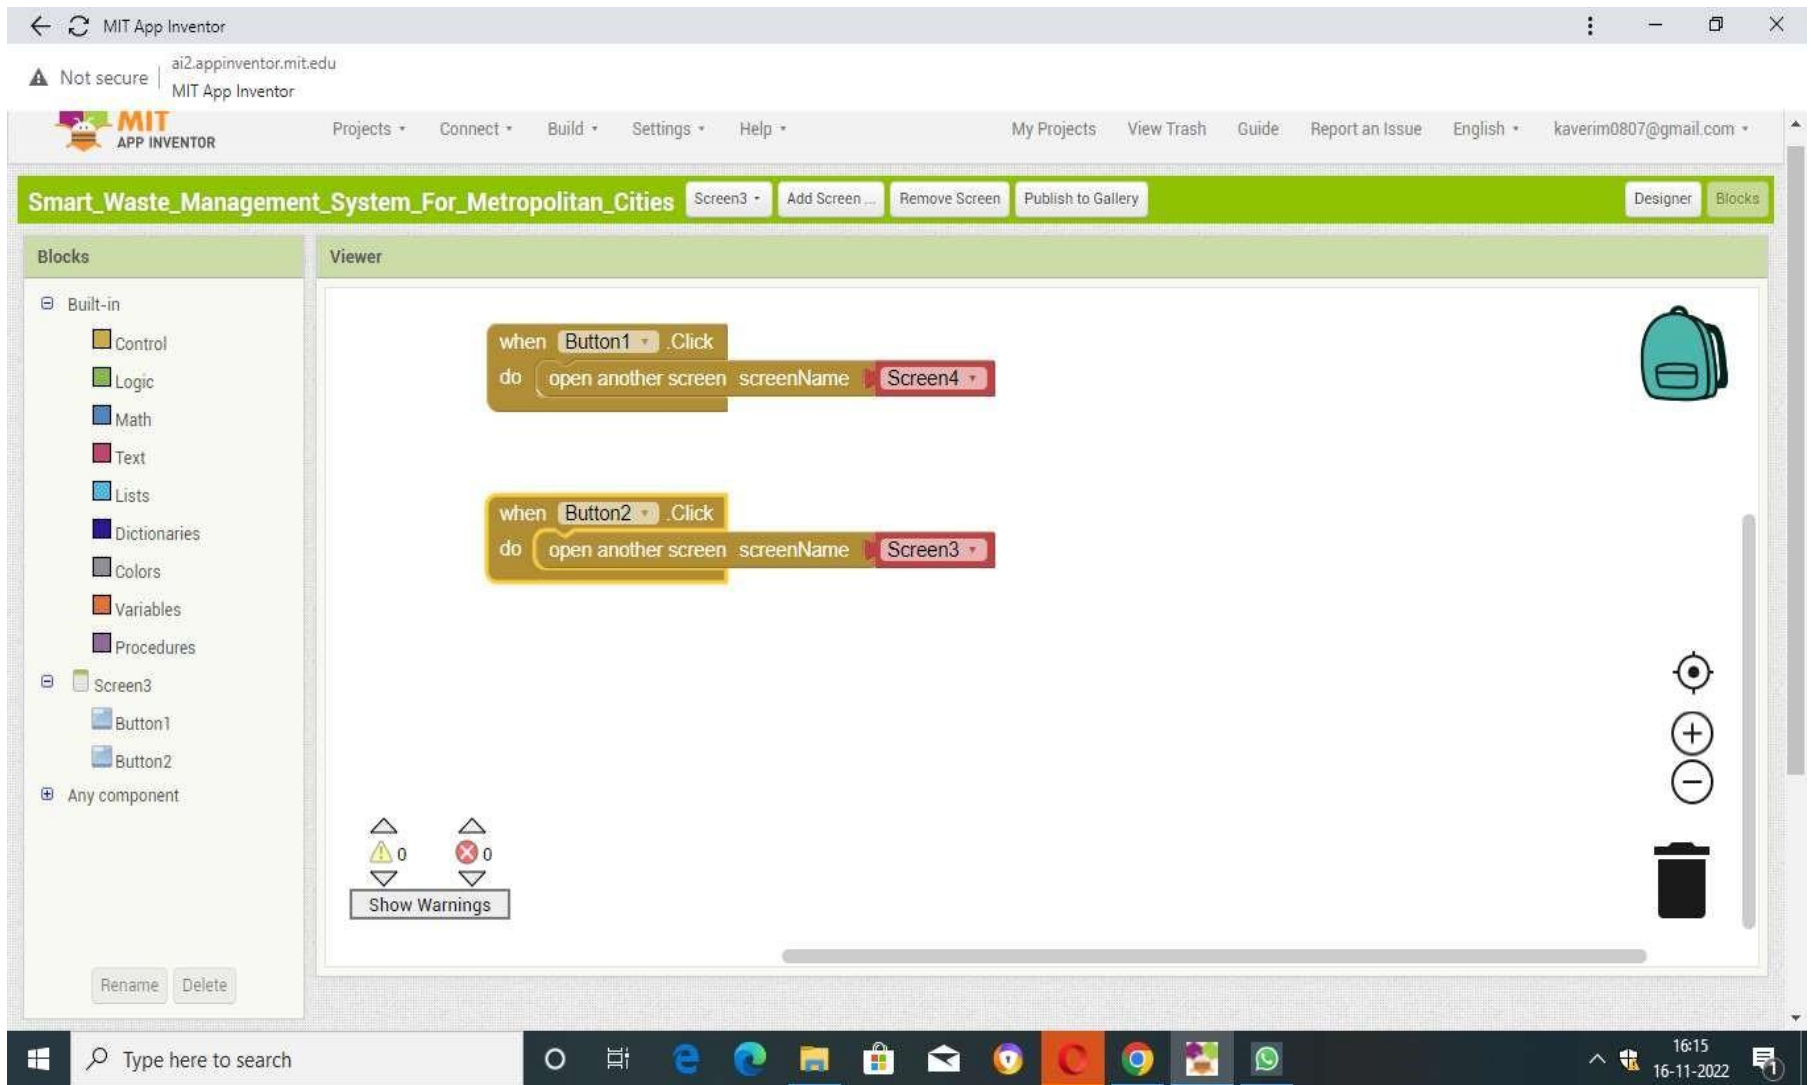 MIT App Inventor
Not secure
ai2.appinventor.mit.edu
MIT App Inventor
MIT
APP INVENTOR
Projects Connect Build Settings Help My Projects View Trash Guide Report an Issue English kaverim0807@gmail.com
Smart_Waste_Management_System_For_Metropolitan_Cities Screen3 Add Screen ... Remove Screen Publish to Gallery Designer Blocks
Blocks
Viewer
Built-in
Control
Logic
Math
Text
Lists
Dictionaries
Colors
Variables
Procedures
Screen3
Button1
Button2
Any component
Rename Delete
when Button1 .Click
do open another screen screenName Screen4
when Button2 .Click
do open another screen screenName Screen3
0 0
Show Warnings
Type here to search
16:15
16-11-2022
1